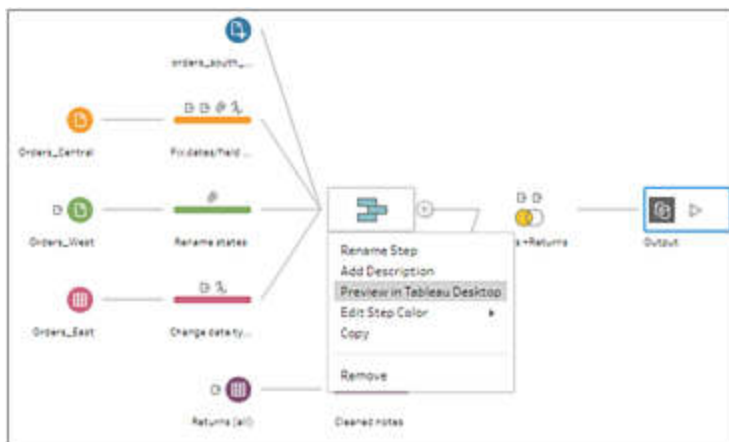 orders_south_...
Orders_Central
Fix dates/field ...
Orders_West
Rename states
Rename Step
Add Description
Preview in Tableau Desktop
Edit Step Color
Copy
Remove
s +Returns
Output
Orders_East
Change data ty...
Returns (all)
Cleaned notes